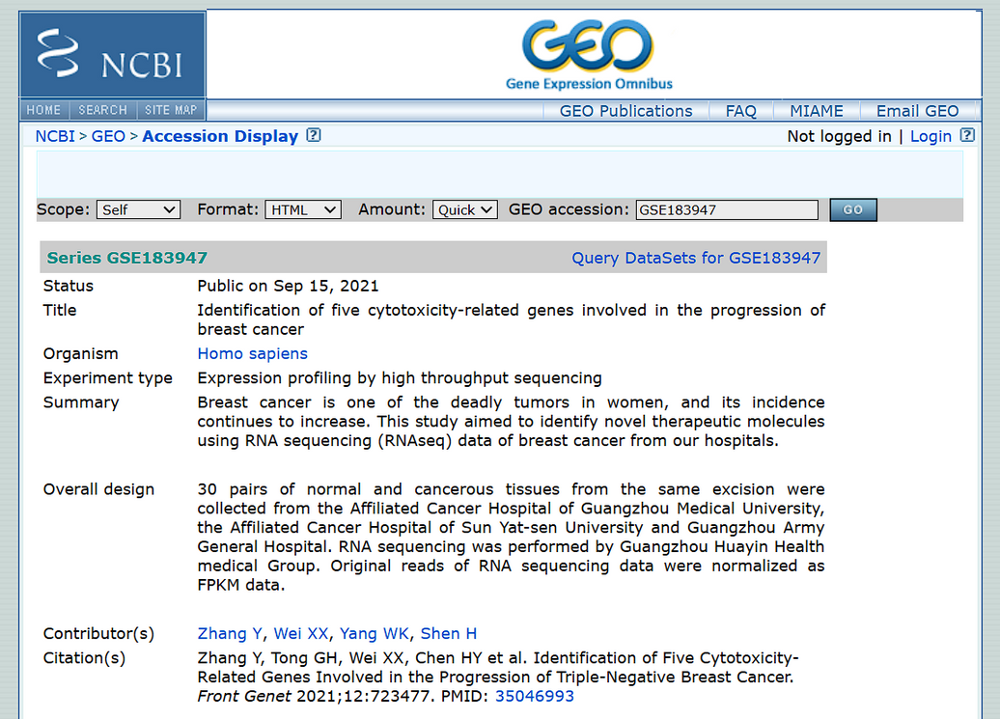 NCBI
GEO
Gene Expression Omnibus
HOME SEARCH SITE MAP
GEO Publications FAQ MIAME Email GEO
NCBI > GEO > Accession Display ?
Not logged in | Login ?
Scope: Self Format: HTML Amount: Quick GEO accession: GSE183947 GO
Series GSE183947 Query DataSets for GSE183947
Status Public on Sep 15, 2021
Title Identification of five cytotoxicity-related genes involved in the progression of
breast cancer
Organism Homo sapiens
Experiment type Expression profiling by high throughput sequencing
Summary Breast cancer is one of the deadly tumors in women, and its incidence
continues to increase. This study aimed to identify novel therapeutic molecules
using RNA sequencing (RNAseq) data of breast cancer from our hospitals.
Overall design 30 pairs of normal and cancerous tissues from the same excision were
collected from the Affiliated Cancer Hospital of Guangzhou Medical University,
the Affiliated Cancer Hospital of Sun Yat-sen University and Guangzhou Army
General Hospital. RNA sequencing was performed by Guangzhou Huayin Health
medical Group. Original reads of RNA sequencing data were normalized as
FPKM data.
Contributor(s) Zhang Y, Wei XX, Yang WK, Shen H
Citation(s) Zhang Y, Tong GH, Wei XX, Chen HY et al. Identification of Five Cytotoxicity-
Related Genes Involved in the Progression of Triple-Negative Breast Cancer.
Front Genet 2021;12:723477. PMID: 35046993